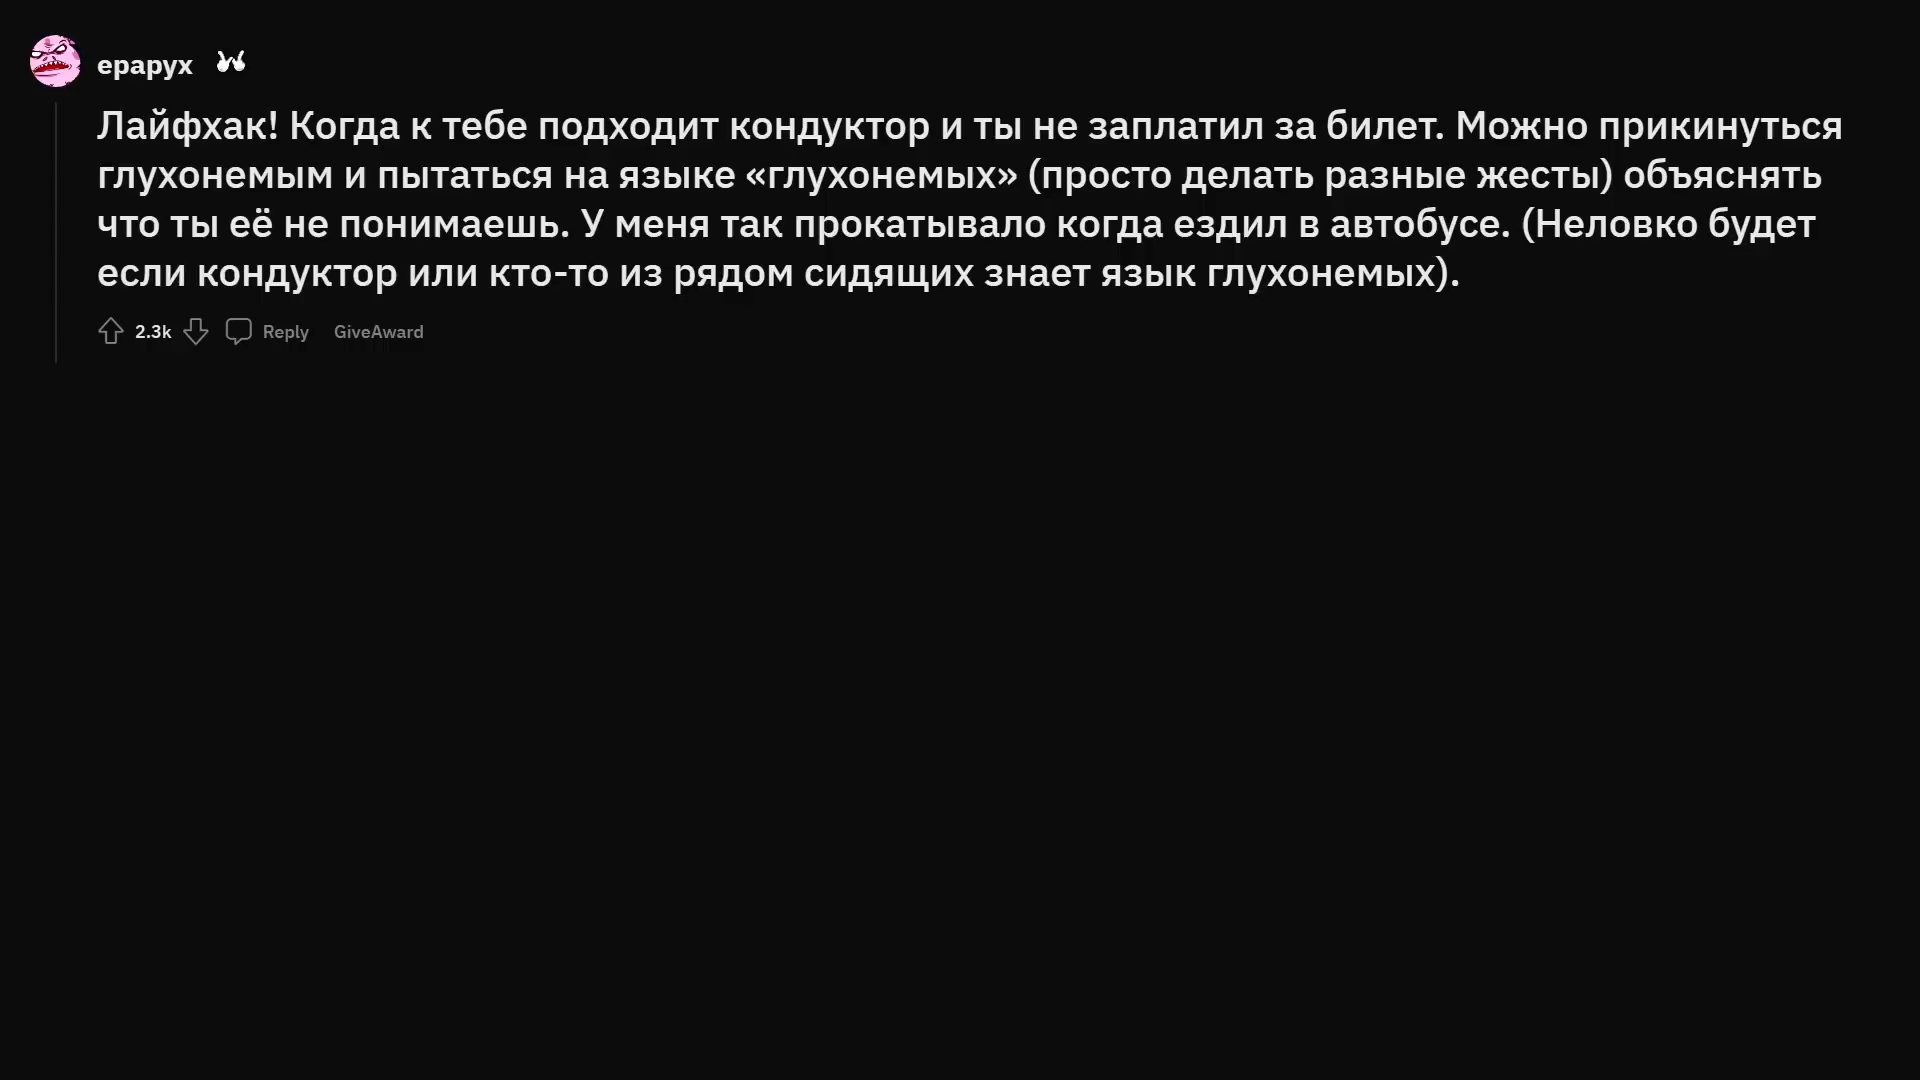 epapyx
Лайфхак! Когда к тебе подходит кондуктор и ты не заплатил за билет. Можно прикинуться
глухонемым и пытаться на языке «глухонемых» (просто делать разные жесты) объяснять
что ты её не понимаешь. У меня так прокатывало когда ездил в автобусе. (Неловко будет
если кондуктор или кто-то из рядом сидящих знает язык глухонемых).
2.3k Reply GiveAward